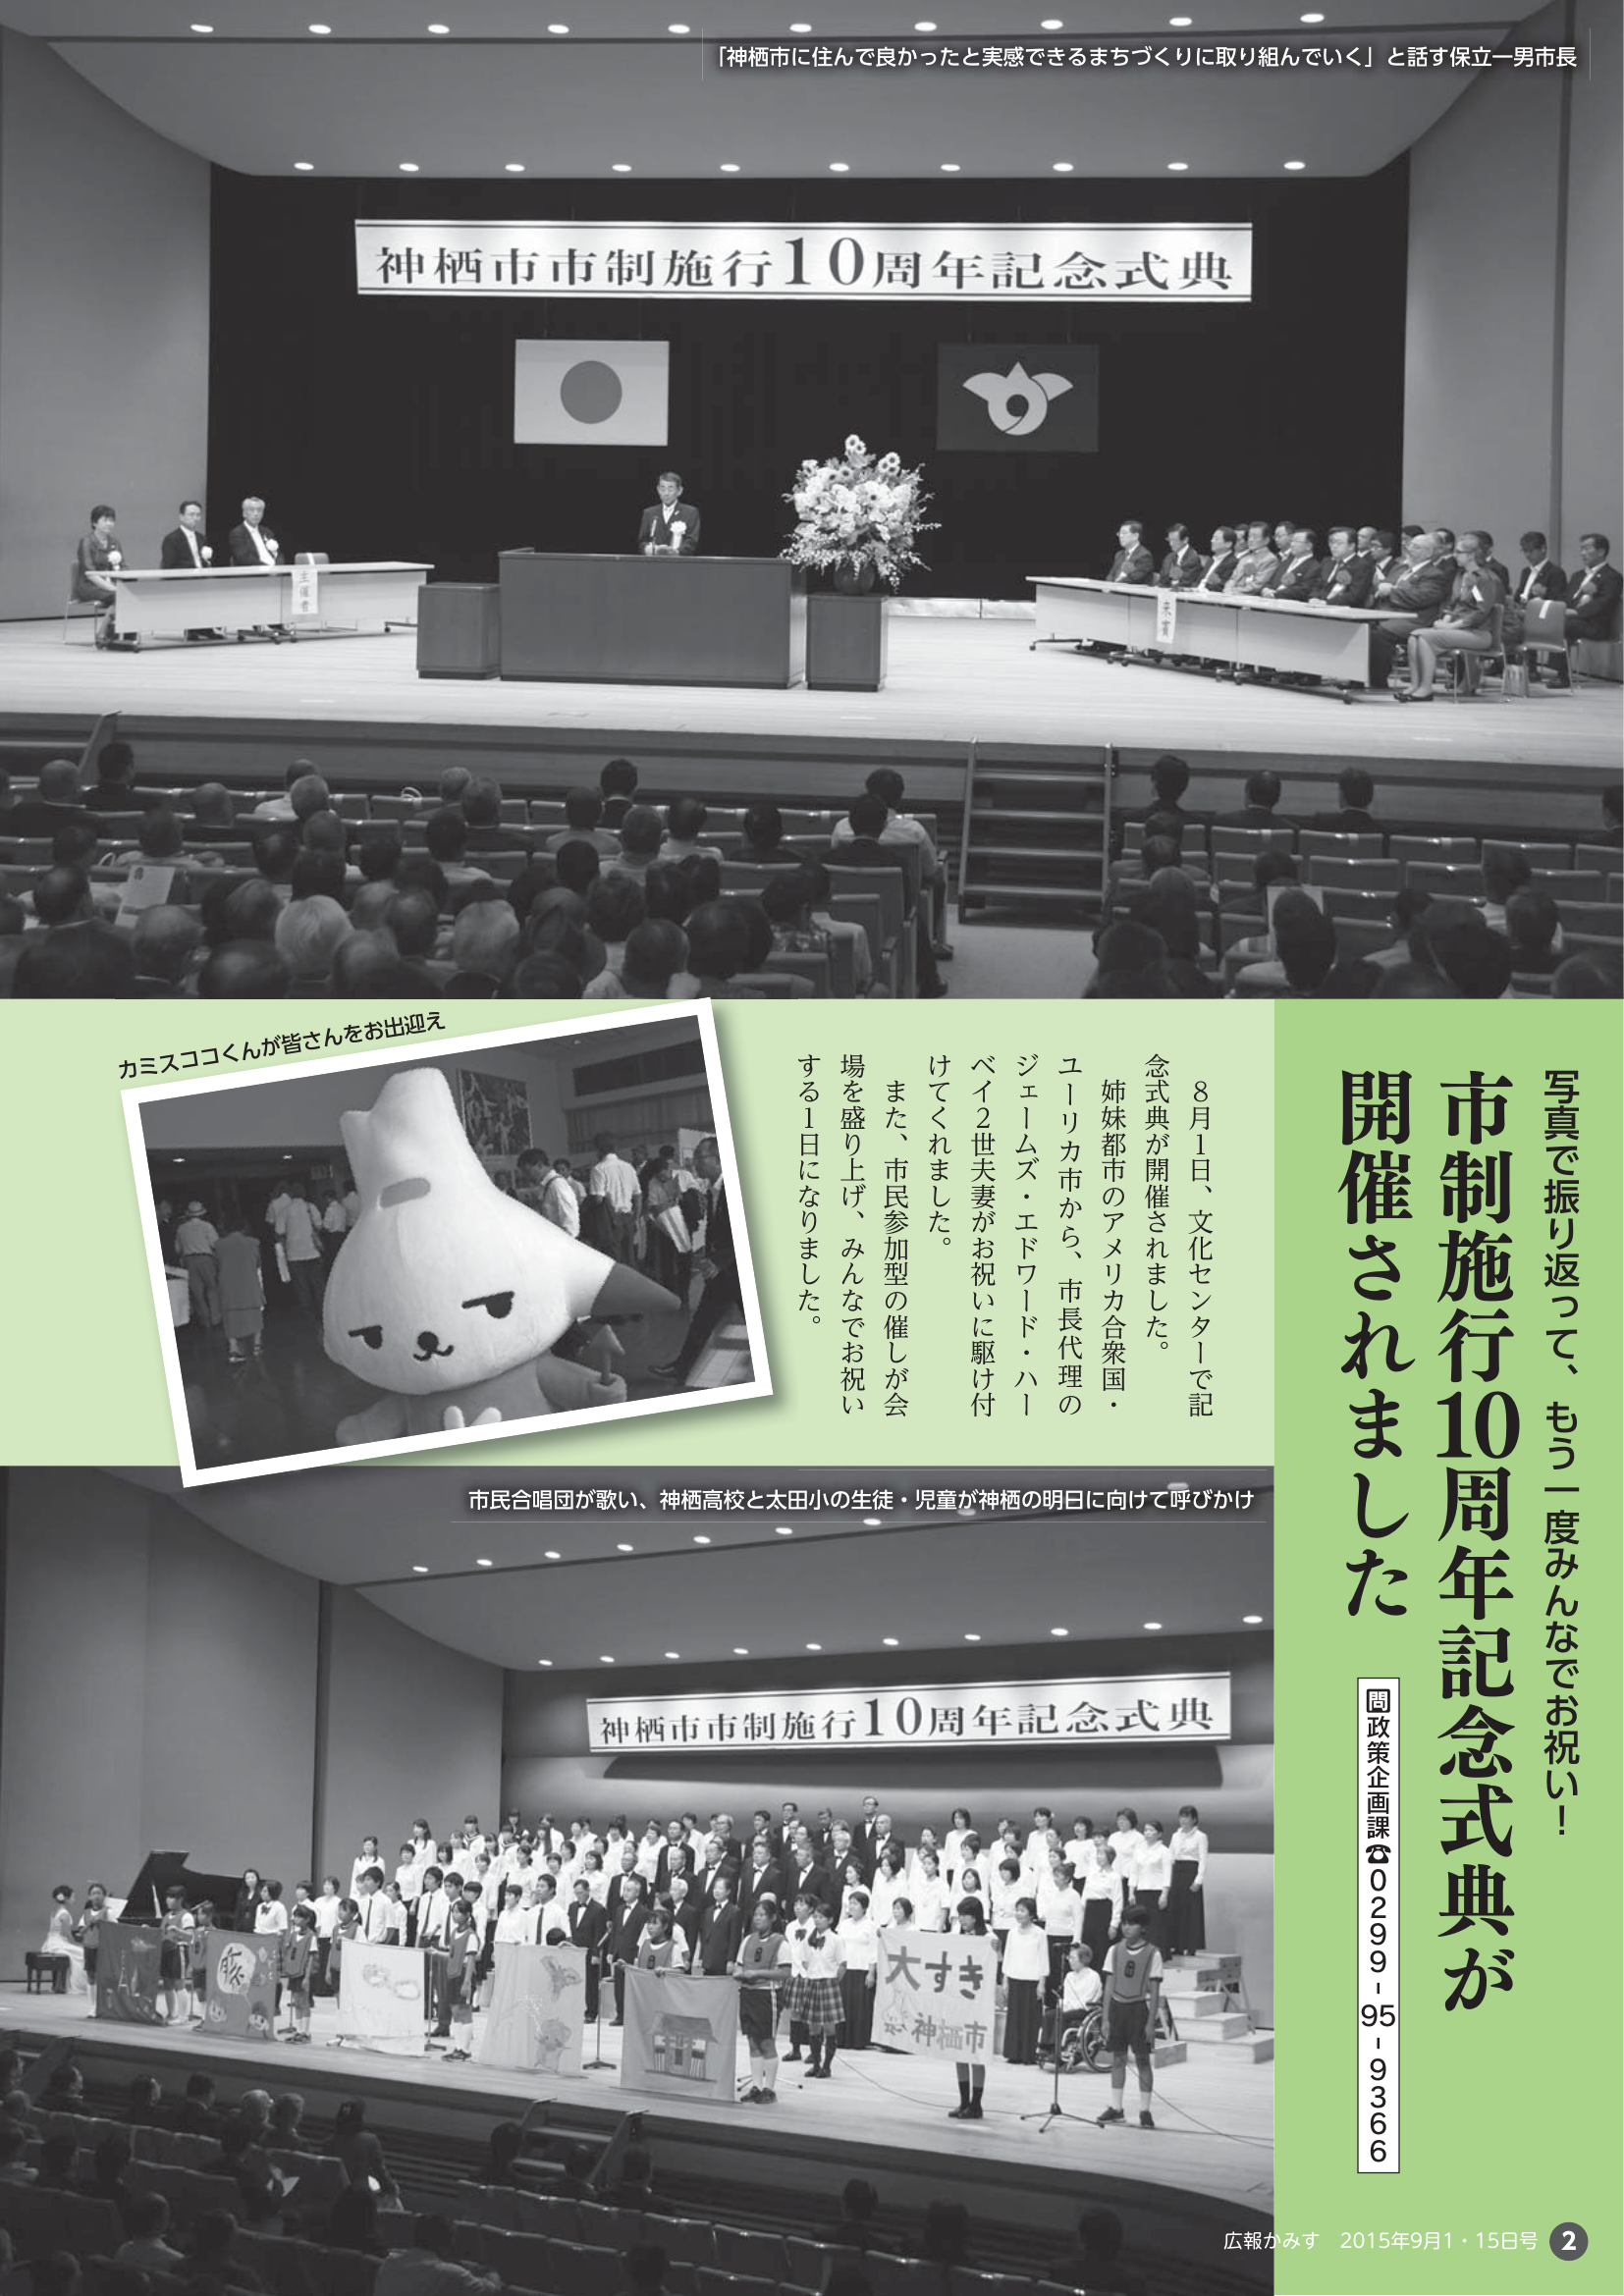 「神栖市に住んで良かったと実感できるまちづくりに取り組んでいく」と話す保立一男市長
神栖市市制施行10周年記念式典
主催者
来賓
写真で振り返って、もう一度みんなでお祝い！
市制施行10周年記念式典が
開催されました
問政策企画課☎0299-95-9366
８月１日、文化センターで記
念式典が開催されました。
姉妹都市のアメリカ合衆国・
ユーリカ市から、市長代理の
ジェームズ・エドワード・ハー
ベイ２世夫妻がお祝いに駆け付
けてくれました。
また、市民参加型の催しが会
場を盛り上げ、みんなでお祝い
する１日になりました。
カミスココくんが皆さんをお出迎え
市民合唱団が歌い、神栖高校と太田小の生徒・児童が神栖の明日に向けて呼びかけ
神栖市市制施行10周年記念式典
大すき
神栖市
広報かみす　2015年9月1・15日号 2